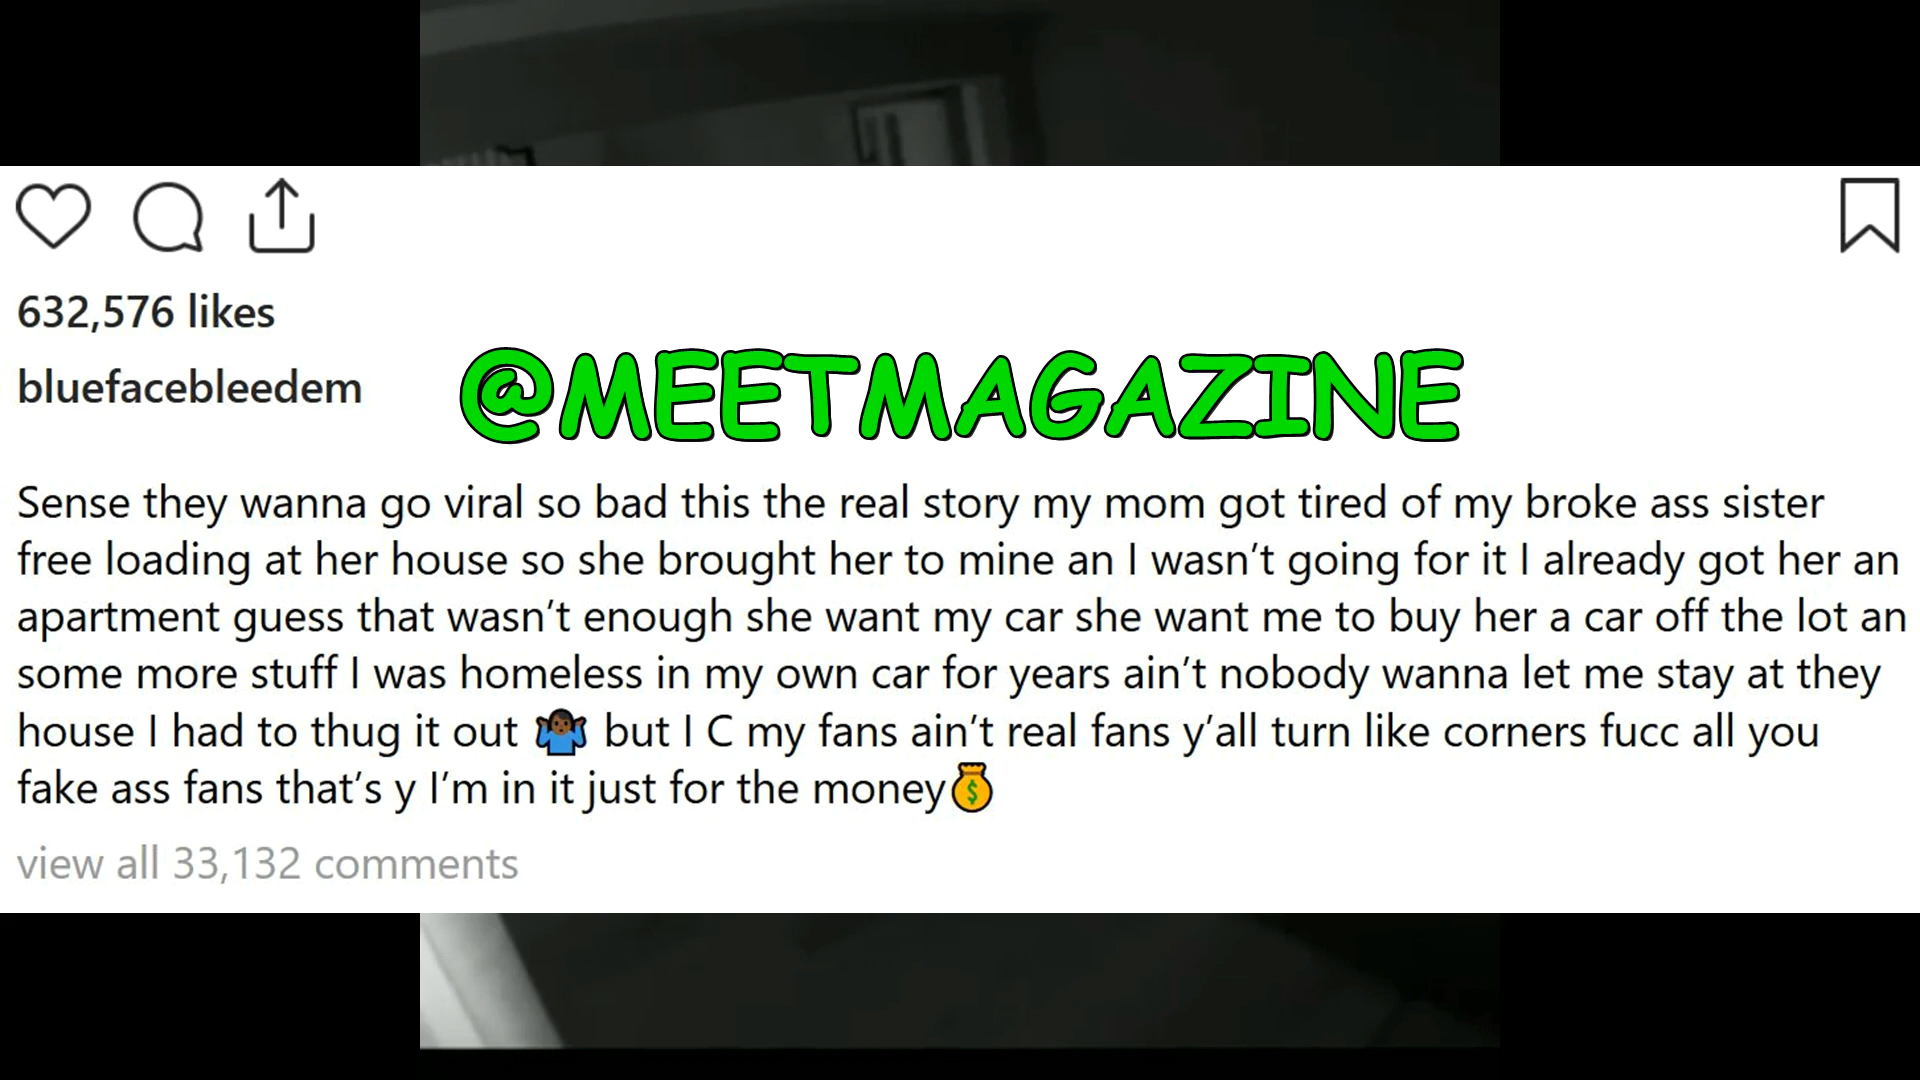 632,576 likes
bluefacebleedem
@MEETMAGAZINE
Sense they wanna go viral so bad this the real story my mom got tired of my broke ass sister
free loading at her house so she brought her to mine an I wasn’t going for it I already got her an
apartment guess that wasn’t enough she want my car she want me to buy her a car off the lot an
some more stuff I was homeless in my own car for years ain’t nobody wanna let me stay at they
house I had to thug it out 🤷🏾‍♂️ but I C my fans ain’t real fans y’all turn like corners fucc all you
fake ass fans that’s y I’m in it just for the money💰
view all 33,132 comments